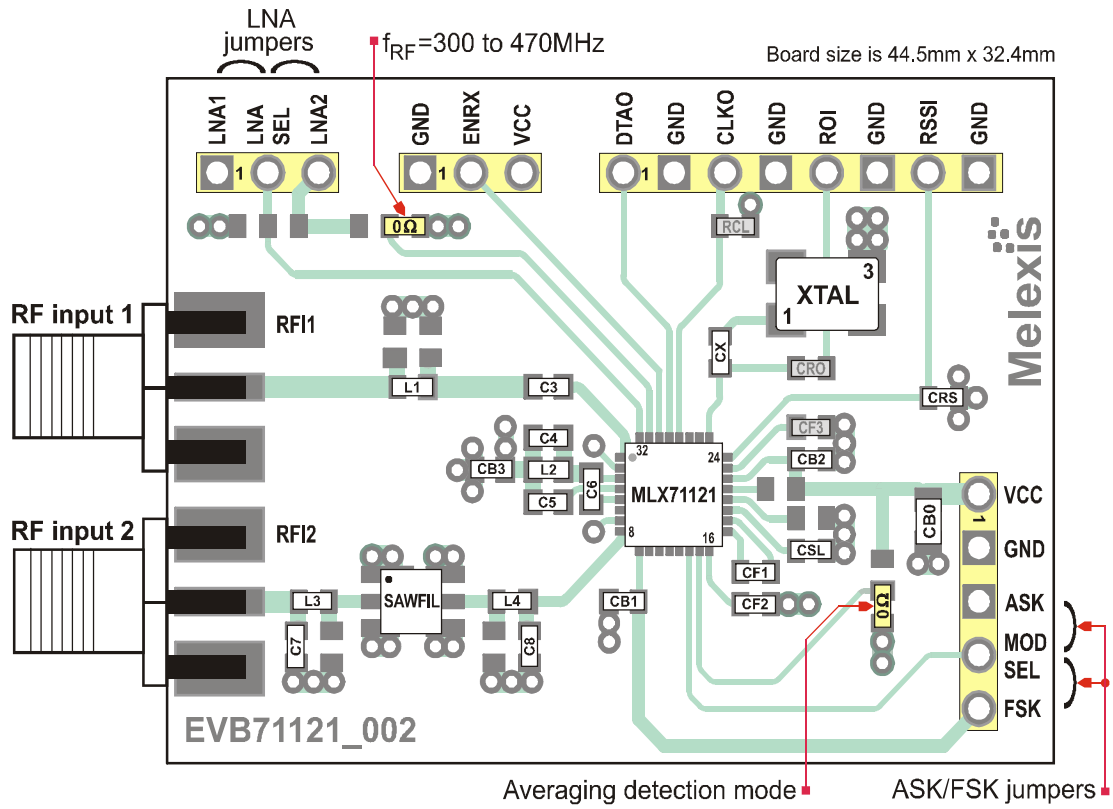 LNA
jumpers
fRF=300 to 470MHz
Board size is 44.5mm x 32.4mm
LNA1
LNA
SEL
LNA2
GND
ENRX
VCC
DTAO
GND
CLKO
GND
ROI
GND
RSSI
GND
1
1
1
0Ω
RCL
Melexis
XTAL
3
1
RF input 1
RFI1
L1
C3
CX
CRO
CRS
C4
CB3
L2
C5
C6
32
24
MLX71121
8
16
CF3
CB2
CSL
CB0
VCC
1
GND
ASK
MOD
SEL
FSK
RF input 2
RFI2
L3
SAWFIL
L4
C7
C8
CB1
CF1
CF2
0Ω
EVB71121_002
Averaging detection mode
ASK/FSK jumpers